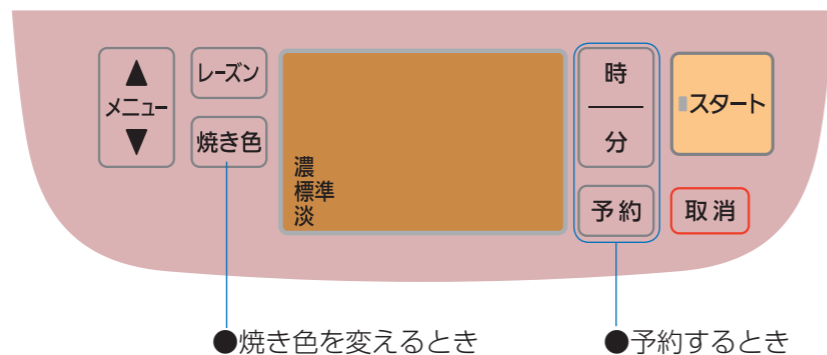 ▲
メニュー
▼
レーズン
焼き色
濃
標準
淡
時
分
予約
スタート
取消
●焼き色を変えるとき
●予約するとき